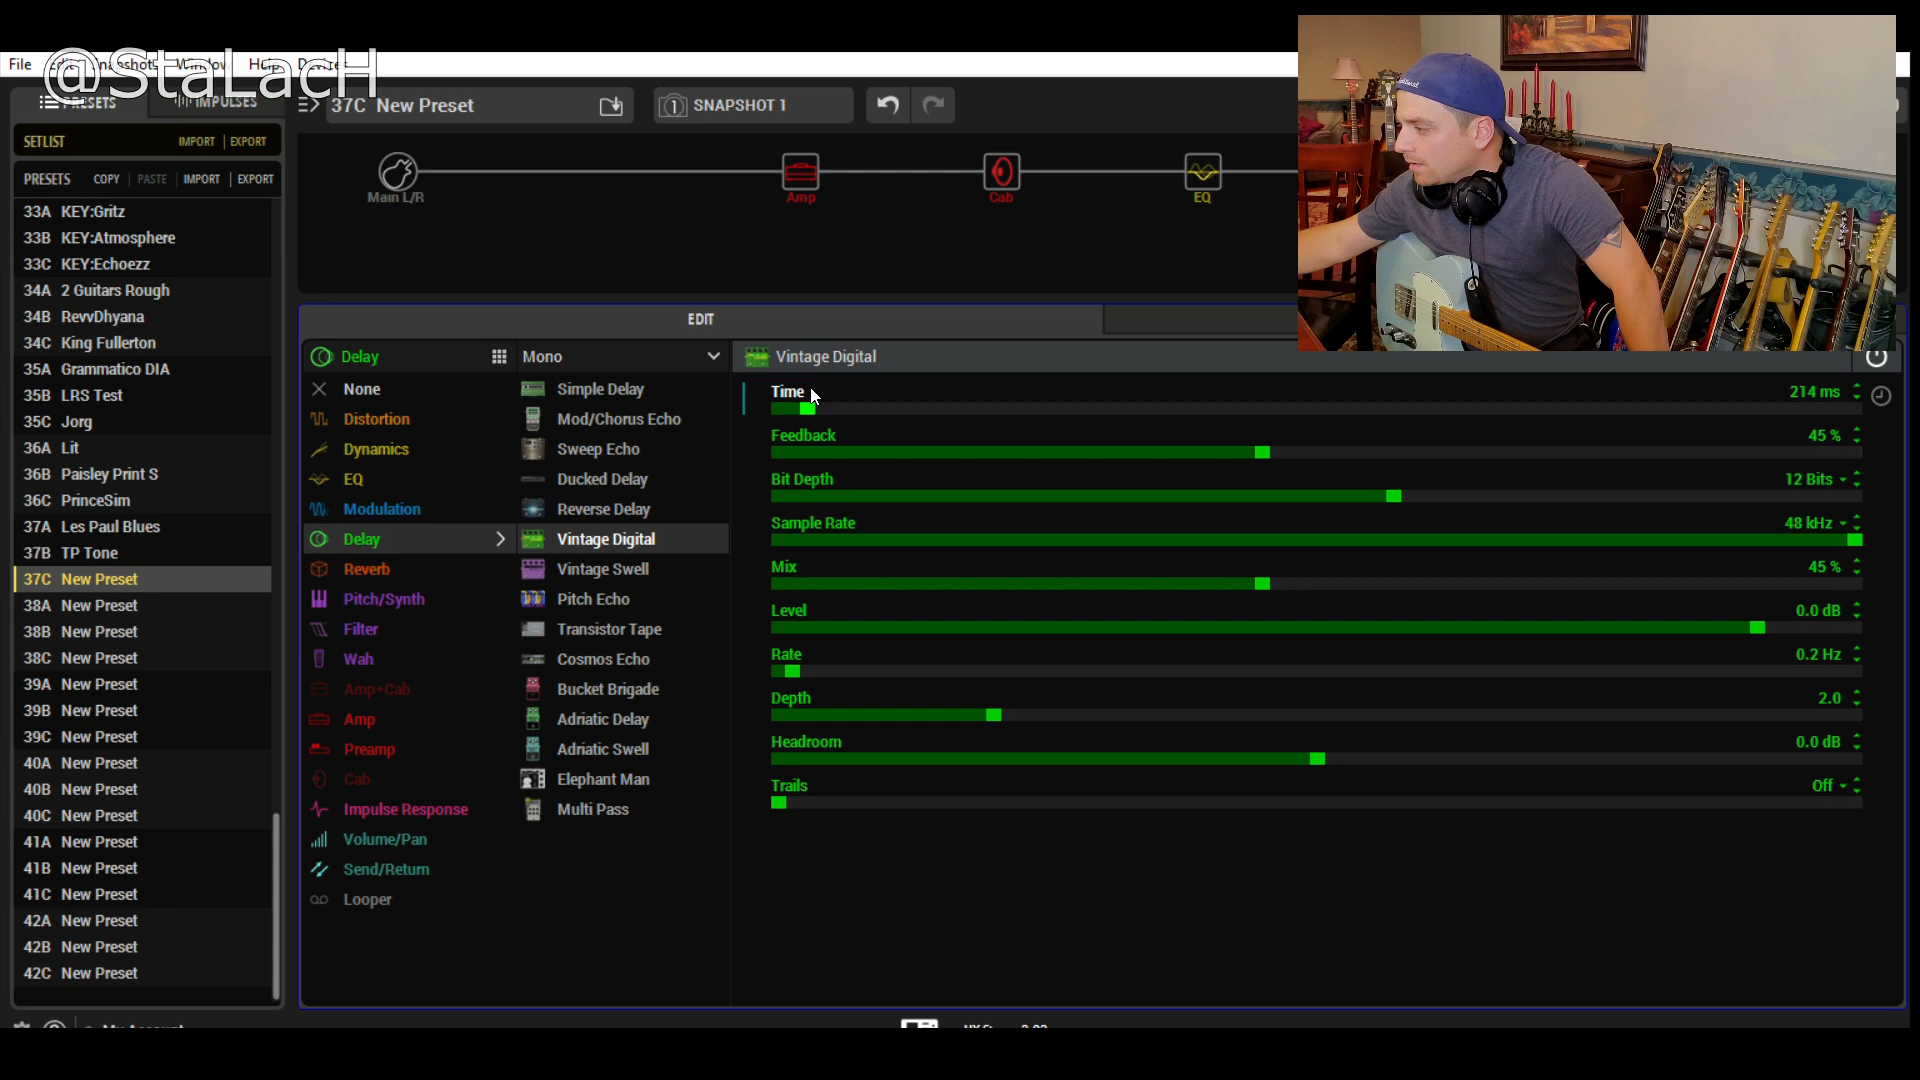 @StaLacH
File Edit Snapshots Window Help Devices
PRESETS IMPULSES
37C New Preset
1 SNAPSHOT 1
SETLIST IMPORT EXPORT
PRESETS COPY PASTE IMPORT EXPORT
Main L/R Amp Cab EQ
33A KEY:Gritz
33B KEY:Atmosphere
33C KEY:Echoezz
34A 2 Guitars Rough
34B RevvDhyana
34C King Fullerton
35A Grammatico DIA
35B LRS Test
35C Jorg
36A Lit
36B Paisley Print S
36C PrinceSim
37A Les Paul Blues
37B TP Tone
37C New Preset
38A New Preset
38B New Preset
38C New Preset
39A New Preset
39B New Preset
39C New Preset
40A New Preset
40B New Preset
40C New Preset
41A New Preset
41B New Preset
41C New Preset
42A New Preset
42B New Preset
42C New Preset
EDIT
Delay
None
Distortion
Dynamics
EQ
Modulation
Delay
Reverb
Pitch/Synth
Filter
Wah
Amp+Cab
Amp
Preamp
Cab
Impulse Response
Volume/Pan
Send/Return
Looper
Mono
Simple Delay
Mod/Chorus Echo
Sweep Echo
Ducked Delay
Reverse Delay
Vintage Digital
Vintage Swell
Pitch Echo
Transistor Tape
Cosmos Echo
Bucket Brigade
Adriatic Delay
Adriatic Swell
Elephant Man
Multi Pass
Vintage Digital
Time 214 ms
Feedback 45 %
Bit Depth 12 Bits
Sample Rate 48 kHz
Mix 45 %
Level 0.0 dB
Rate 0.2 Hz
Depth 2.0
Headroom 0.0 dB
Trails Off
My Account